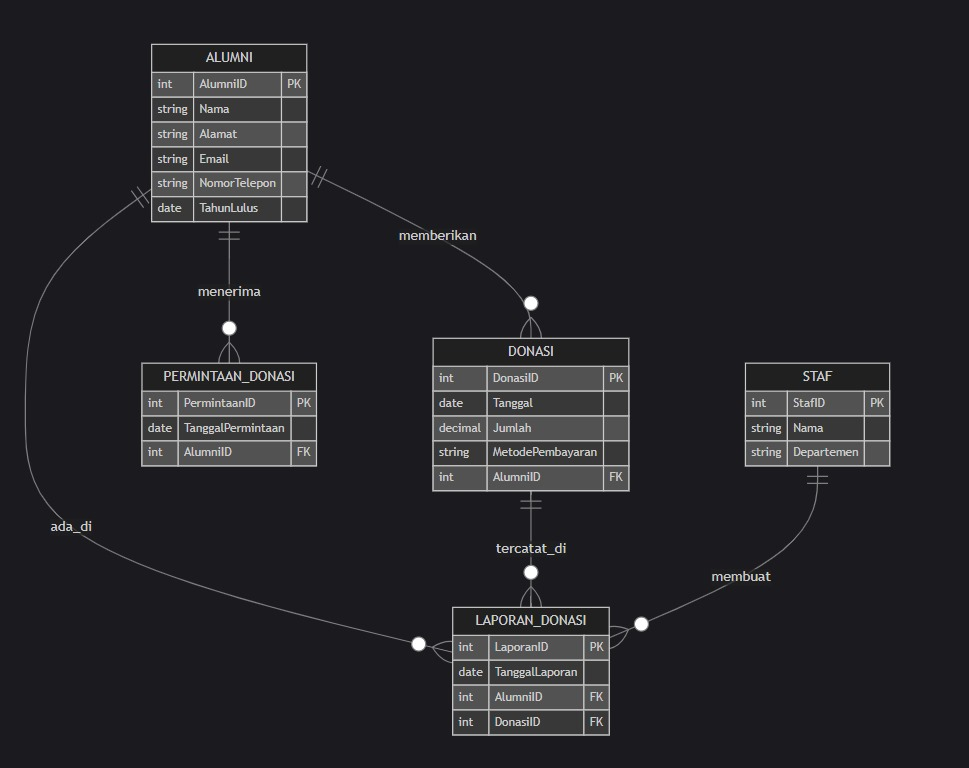 ALUMNI
int AlumniID PK
string Nama
string Alamat
string Email
string NomorTelepon
date TahunLulus
memberikan
menerima
DONASI
int DonasiID PK
date Tanggal
decimal Jumlah
string MetodePembayaran
int AlumniID FK
PERMINTAAN_DONASI
int PermintaanID PK
date TanggalPermintaan
int AlumniID FK
STAF
int StafID PK
string Nama
string Departemen
ada_di
tercatat_di
membuat
LAPORAN_DONASI
int LaporanID PK
date TanggalLaporan
int AlumniID FK
int DonasiID FK